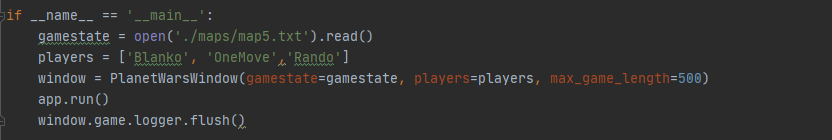 if __name__ == '__main__':
    gamestate = open('./maps/map5.txt').read()
    players = ['Blanko', 'OneMove','Rando']
    window = PlanetWarsWindow(gamestate=gamestate, players=players, max_game_length=500)
    app.run()
    window.game.logger.flush()